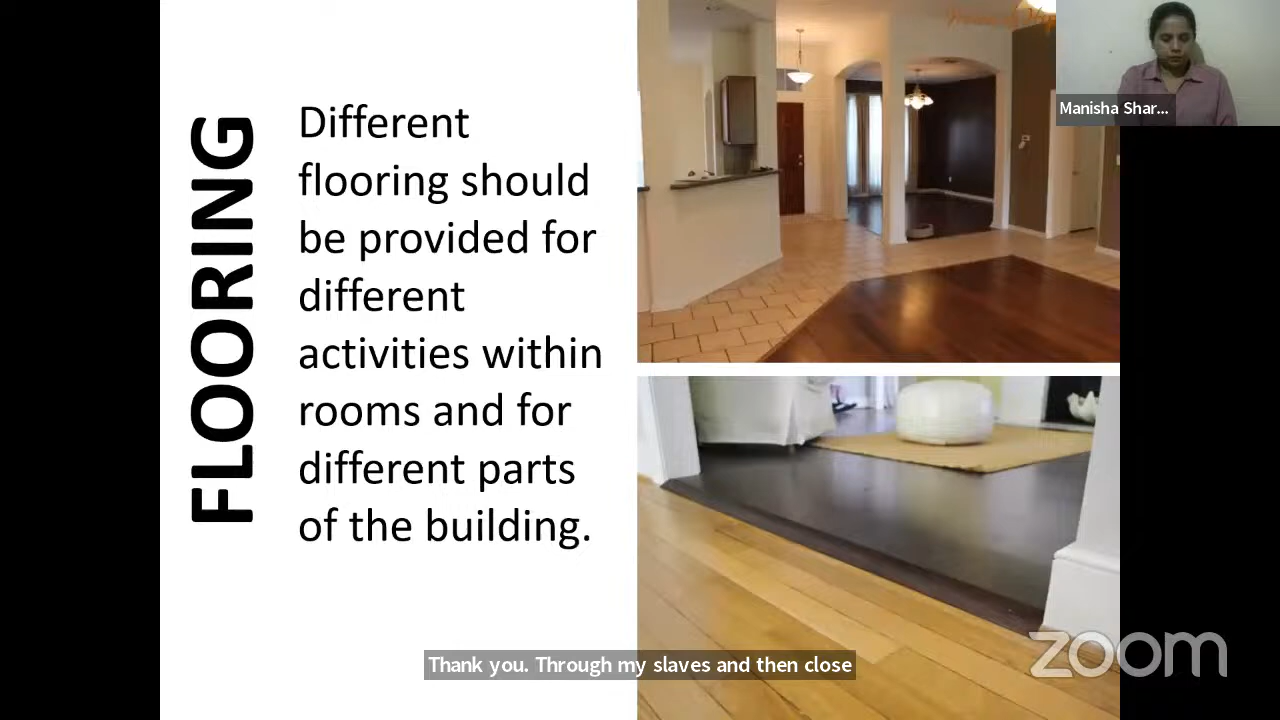 FLOORING
Different
flooring should
be provided for
different
activities within
rooms and for
different parts
of the building.
Manisha Shar...
Thank you. Through my slaves and then close
zoom